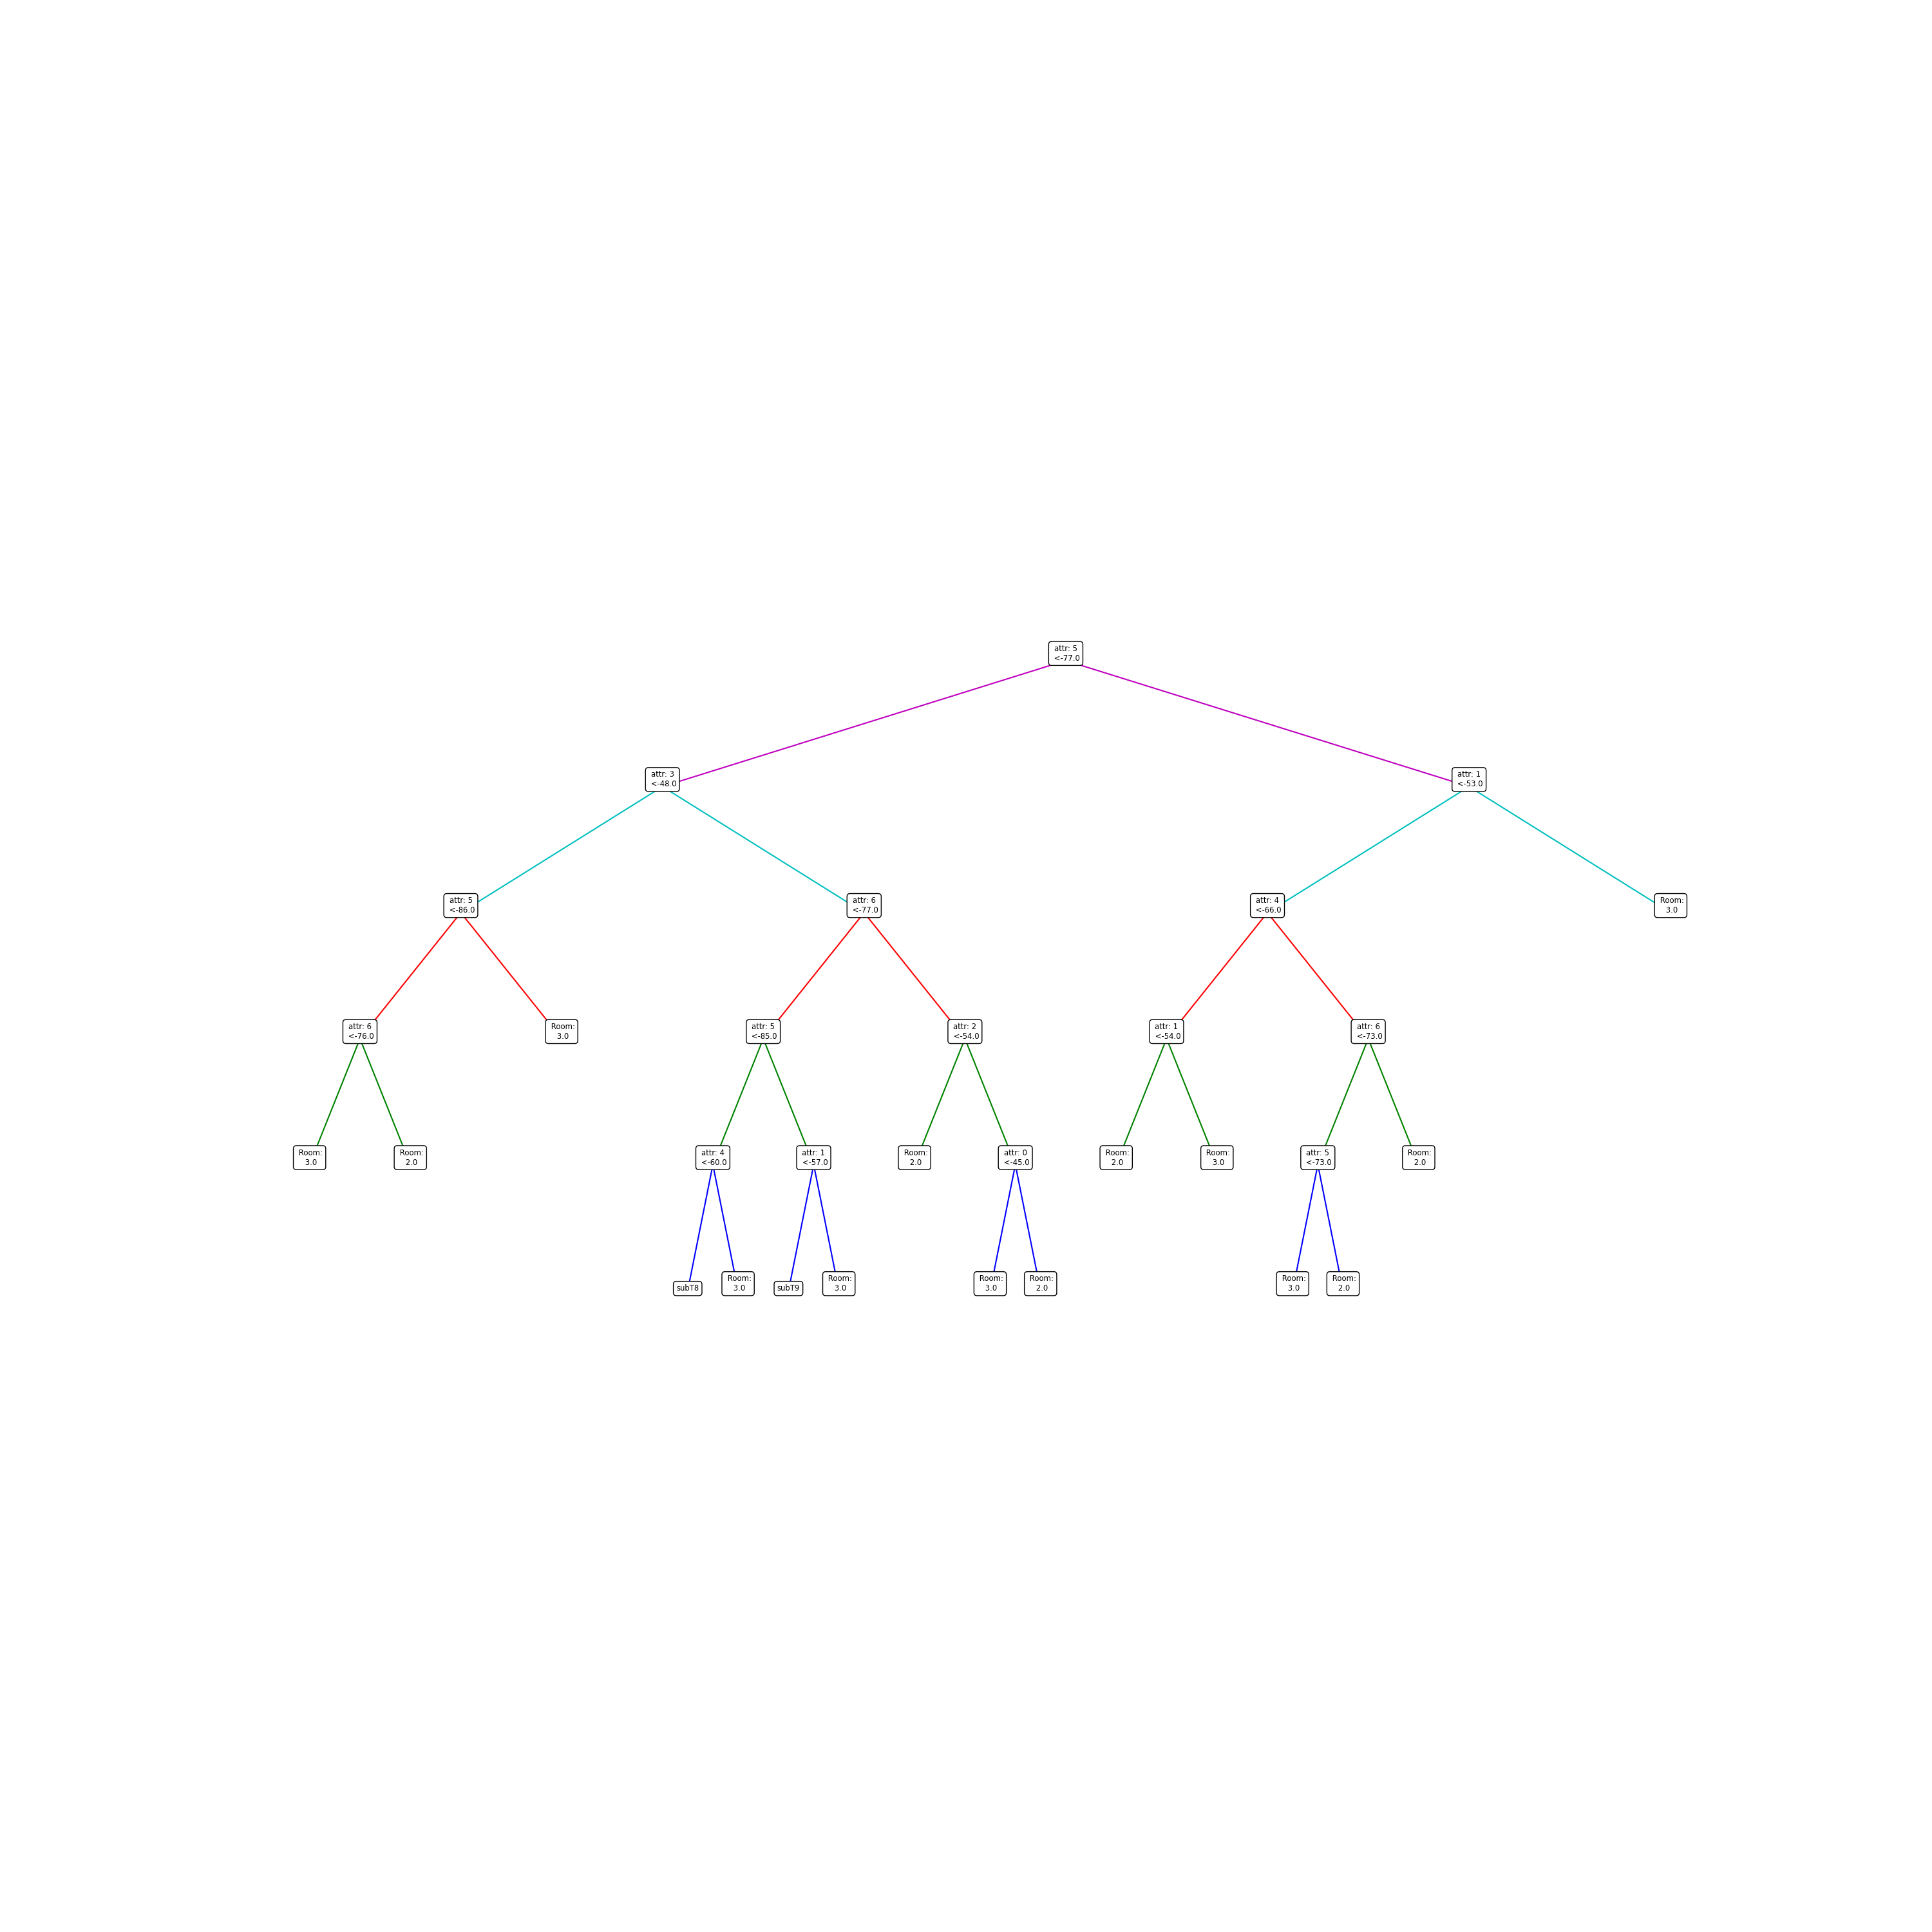 attr: 5
<-77.0
attr: 3
<-48.0
attr: 1
<-53.0
attr: 5
<-86.0
attr: 6
<-77.0
attr: 4
<-66.0
Room:
3.0
attr: 6
<-76.0
Room:
3.0
attr: 5
<-85.0
attr: 2
<-54.0
attr: 1
<-54.0
attr: 6
<-73.0
Room:
3.0
Room:
2.0
attr: 4
<-60.0
attr: 1
<-57.0
Room:
2.0
attr: 0
<-45.0
Room:
2.0
Room:
3.0
attr: 5
<-73.0
Room:
2.0
subT8
Room:
3.0
subT9
Room:
3.0
Room:
3.0
Room:
2.0
Room:
3.0
Room:
2.0